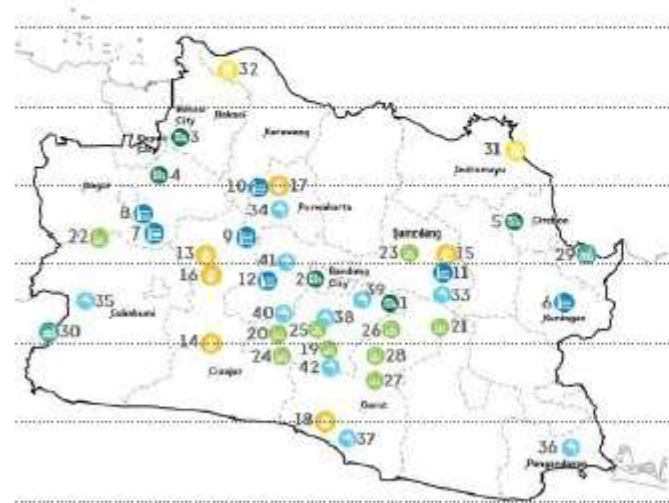 32
Bekasi
City
Bekasi
3
Karawang
31
Indramayu
4
10
17
Bogor
34
Purwakarta
8
5
Cirebon
22
7
9
13
23
Sumedang
15
29
41
16
12
2
Bandung
City
11
39
33
35
Sukabumi
1
6
Kuningan
30
40
38
20
25
26
21
14
24
19
28
Cianjur
42
27
Garut
18
37
36
Pangandaran